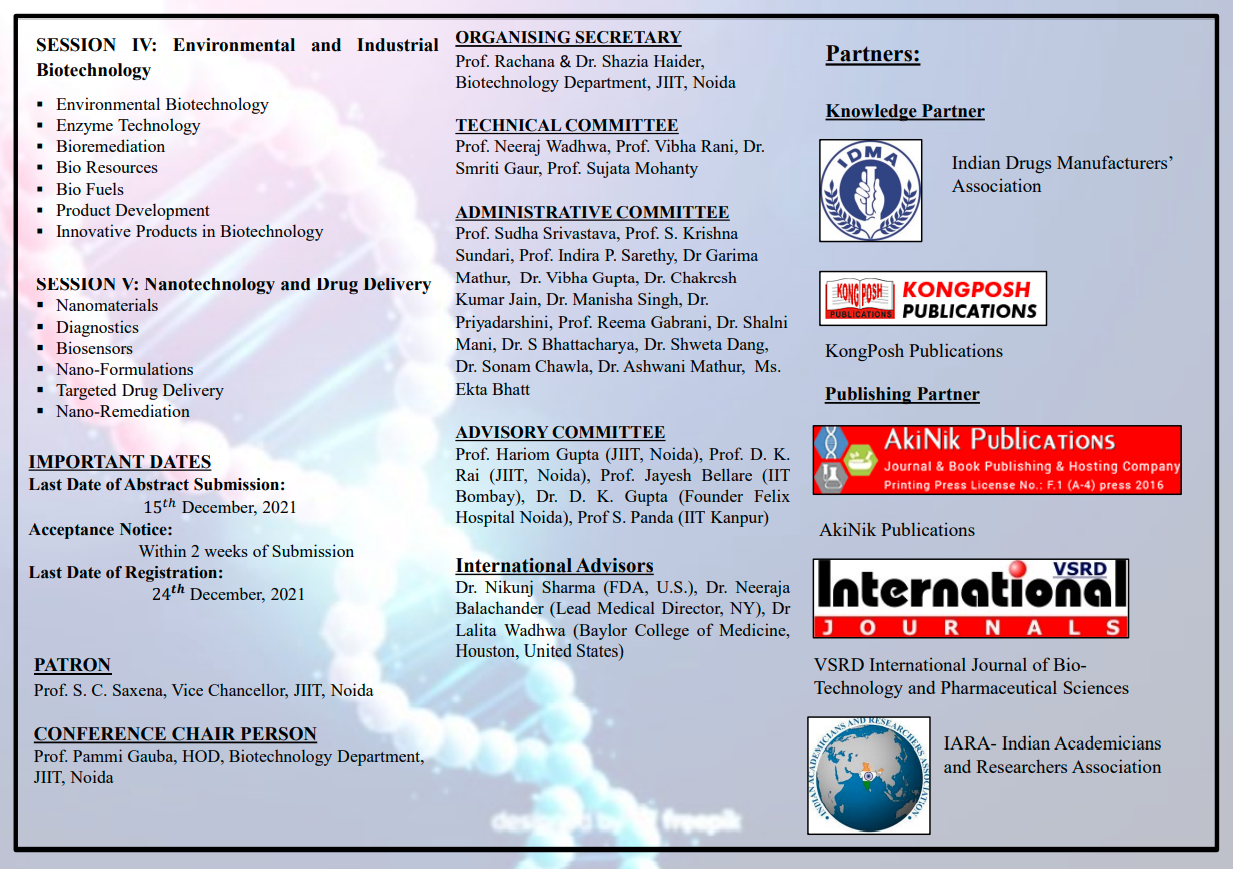 SESSION IV: Environmental and Industrial
Biotechnology
▪ Environmental Biotechnology
▪ Enzyme Technology
▪ Bioremediation
▪ Bio Resources
▪ Bio Fuels
▪ Product Development
▪ Innovative Products in Biotechnology
SESSION V: Nanotechnology and Drug Delivery
▪ Nanomaterials
▪ Diagnostics
▪ Biosensors
▪ Nano-Formulations
▪ Targeted Drug Delivery
▪ Nano-Remediation
IMPORTANT DATES
Last Date of Abstract Submission:
15th December, 2021
Acceptance Notice:
Within 2 weeks of Submission
Last Date of Registration:
24th December, 2021
PATRON
Prof. S. C. Saxena, Vice Chancellor, JIIT, Noida
CONFERENCE CHAIR PERSON
Prof. Pammi Gauba, HOD, Biotechnology Department,
JIIT, Noida
ORGANISING SECRETARY
Prof. Rachana & Dr. Shazia Haider,
Biotechnology Department, JIIT, Noida
TECHNICAL COMMITTEE
Prof. Neeraj Wadhwa, Prof. Vibha Rani, Dr.
Smriti Gaur, Prof. Sujata Mohanty
ADMINISTRATIVE COMMITTEE
Prof. Sudha Srivastava, Prof. S. Krishna
Sundari, Prof. Indira P. Sarethy, Dr Garima
Mathur, Dr. Vibha Gupta, Dr. Chakresh
Kumar Jain, Dr. Manisha Singh, Dr.
Priyadarshini, Prof. Reema Gabrani, Dr. Shalni
Mani, Dr. S Bhattacharya, Dr. Shweta Dang,
Dr. Sonam Chawla, Dr. Ashwani Mathur, Ms.
Ekta Bhatt
ADVISORY COMMITTEE
Prof. Hariom Gupta (JIIT, Noida), Prof. D. K.
Rai (JIIT, Noida), Prof. Jayesh Bellare (IIT
Bombay), Dr. D. K. Gupta (Founder Felix
Hospital Noida), Prof S. Panda (IIT Kanpur)
International Advisors
Dr. Nikunj Sharma (FDA, U.S.), Dr. Neeraja
Balachander (Lead Medical Director, NY), Dr
Lalita Wadhwa (Baylor College of Medicine,
Houston, United States)
designed by freepik
Partners:
Knowledge Partner
IDMA
Indian Drugs Manufacturers'
Association
KONG POSH
PUBLICATIONS
KONGPOSH
PUBLICATIONS
KongPosh Publications
Publishing Partner
AkiNik Publications
Journal & Book Publishing & Hosting Company
Printing Press License No.: F.1 (A-4) press 2016
AkiNik Publications
VSRD
International
JOURNALS
VSRD International Journal of Bio-
Technology and Pharmaceutical Sciences
INDIAN ACADEMICIANS AND RESEARCHERS ASSOCIATION
IARA- Indian Academicians
and Researchers Association